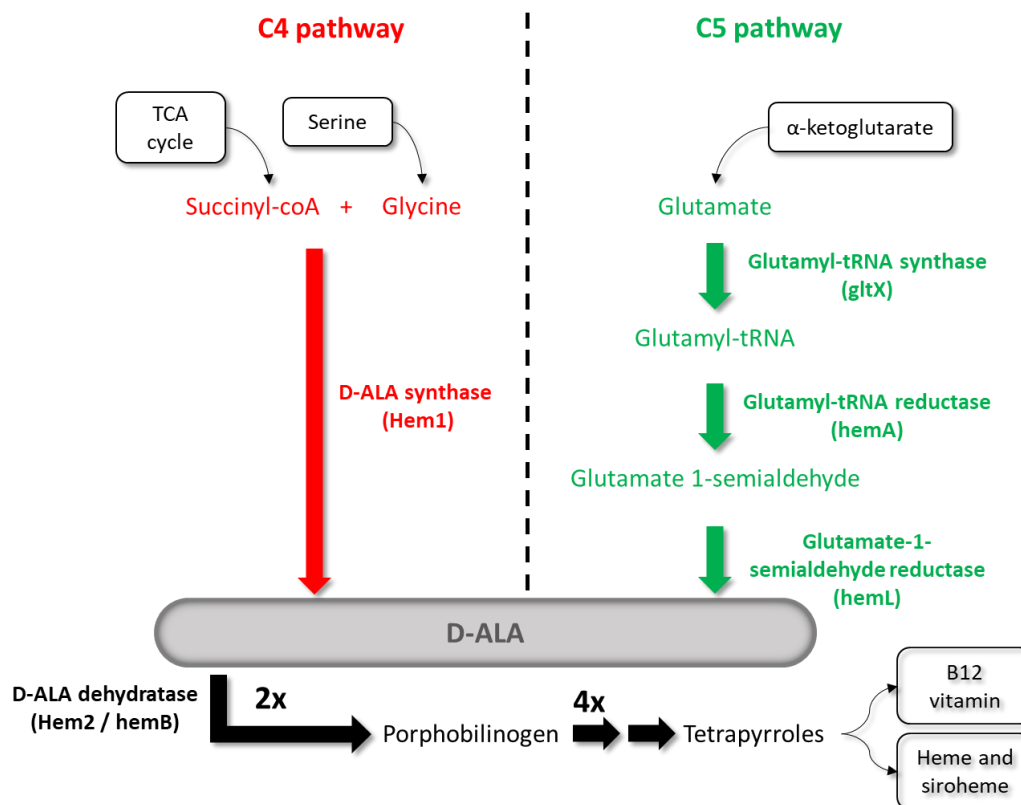 C4 pathway
C5 pathway
TCA
cycle
Serine
α-ketoglutarate
Succinyl-coA + Glycine
Glutamate
Glutamyl-tRNA synthase
(gltX)
Glutamyl-tRNA
D-ALA synthase
(Hem1)
Glutamyl-tRNA reductase
(hemA)
Glutamate 1-semialdehyde
Glutamate-1-
semialdehyde reductase
(hemL)
D-ALA
D-ALA dehydratase
(Hem2 / hemB)
2x
Porphobilinogen
4x
Tetrapyrroles
B12
vitamin
Heme and
siroheme